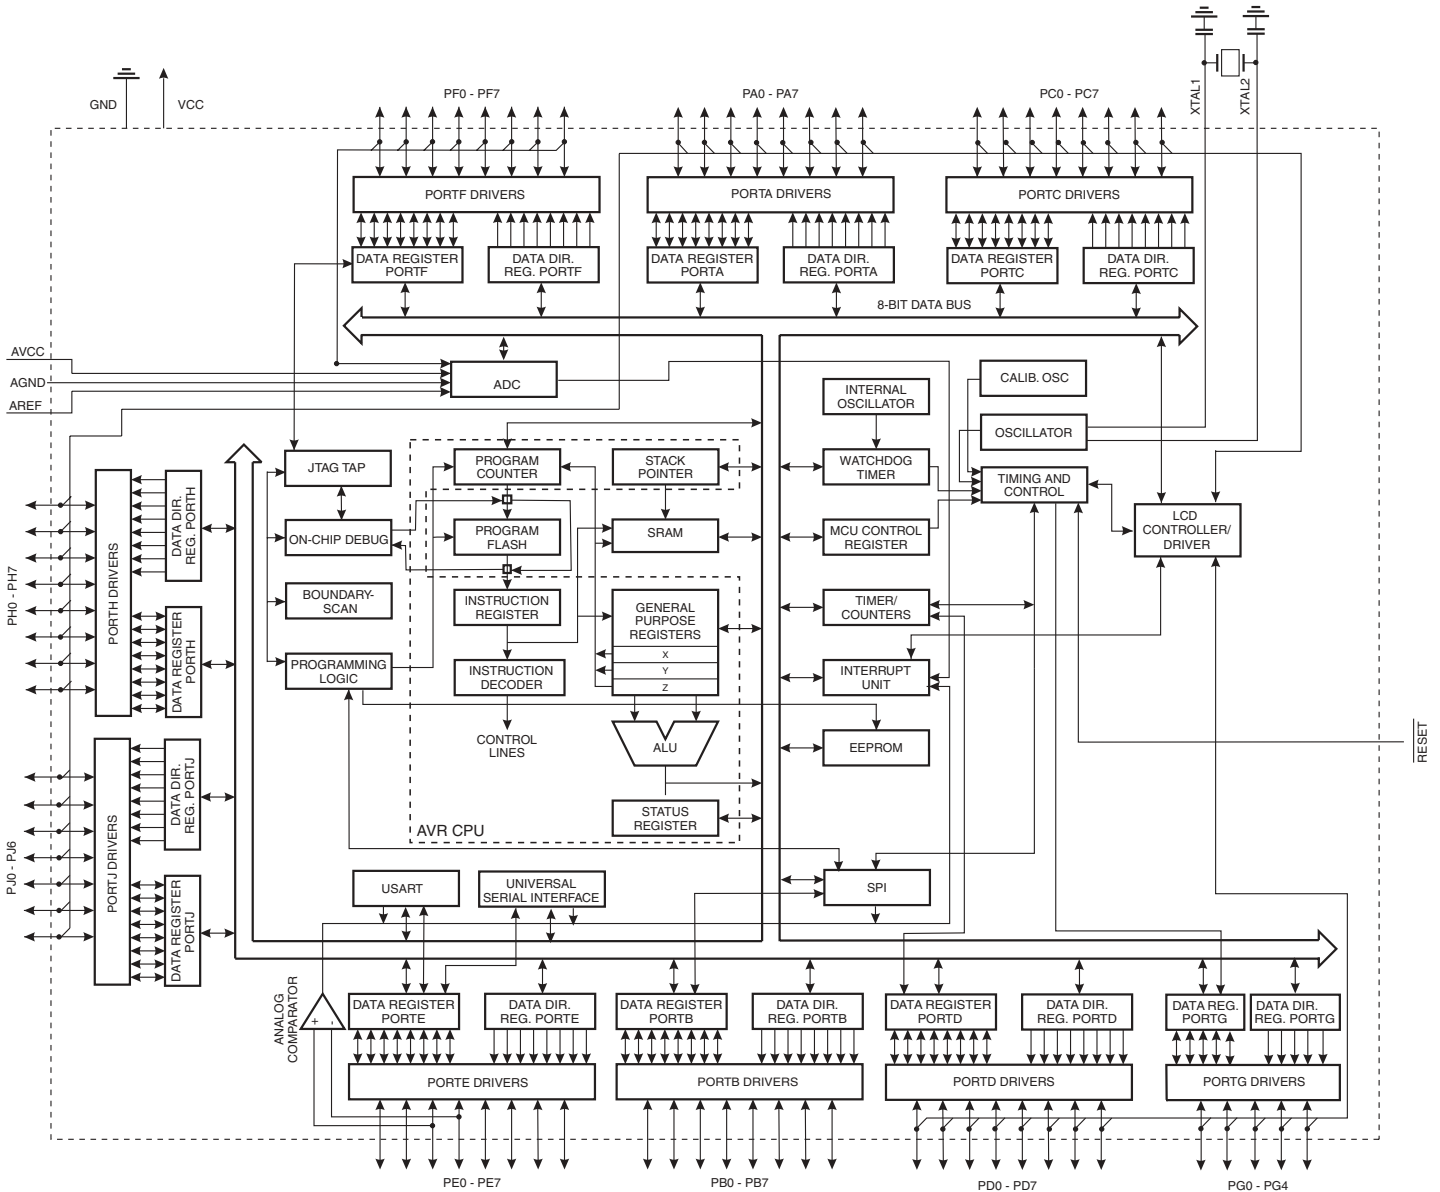 XTAL1
XTAL2
GND
VCC
PF0 - PF7
PA0 - PA7
PC0 - PC7
PORTF DRIVERS
PORTA DRIVERS
PORTC DRIVERS
DATA REGISTER
PORTF
DATA DIR.
REG. PORTF
DATA REGISTER
PORTA
DATA DIR.
REG. PORTA
DATA REGISTER
PORTC
DATA DIR.
REG. PORTC
8-BIT DATA BUS
AVCC
AGND
AREF
ADC
CALIB. OSC
INTERNAL
OSCILLATOR
OSCILLATOR
JTAG TAP
PROGRAM
COUNTER
STACK
POINTER
WATCHDOG
TIMER
TIMING AND
CONTROL
LCD
CONTROLLER/
DRIVER
ON-CHIP DEBUG
PROGRAM
FLASH
SRAM
MCU CONTROL
REGISTER
BOUNDARY-
SCAN
INSTRUCTION
REGISTER
GENERAL
PURPOSE
REGISTERS
X
Y
Z
TIMER/
COUNTERS
PROGRAMMING
LOGIC
INSTRUCTION
DECODER
INTERRUPT
UNIT
CONTROL
LINES
ALU
EEPROM
STATUS
REGISTER
AVR CPU
RESET
PH0 - PH7
PORTH DRIVERS
DATA DIR.
REG. PORTH
DATA REGISTER
PORTH
PJ0 - PJ6
PORTJ DRIVERS
DATA DIR.
REG. PORTJ
DATA REGISTER
PORTJ
USART
UNIVERSAL
SERIAL INTERFACE
SPI
ANALOG
COMPARATOR
+
-
DATA REGISTER
PORTE
DATA DIR.
REG. PORTE
DATA REGISTER
PORTB
DATA DIR.
REG. PORTB
DATA REGISTER
PORTD
DATA DIR.
REG. PORTD
DATA REG.
PORTG
DATA DIR.
REG. PORTG
PORTE DRIVERS
PORTB DRIVERS
PORTD DRIVERS
PORTG DRIVERS
PE0 - PE7
PB0 - PB7
PD0 - PD7
PG0 - PG4